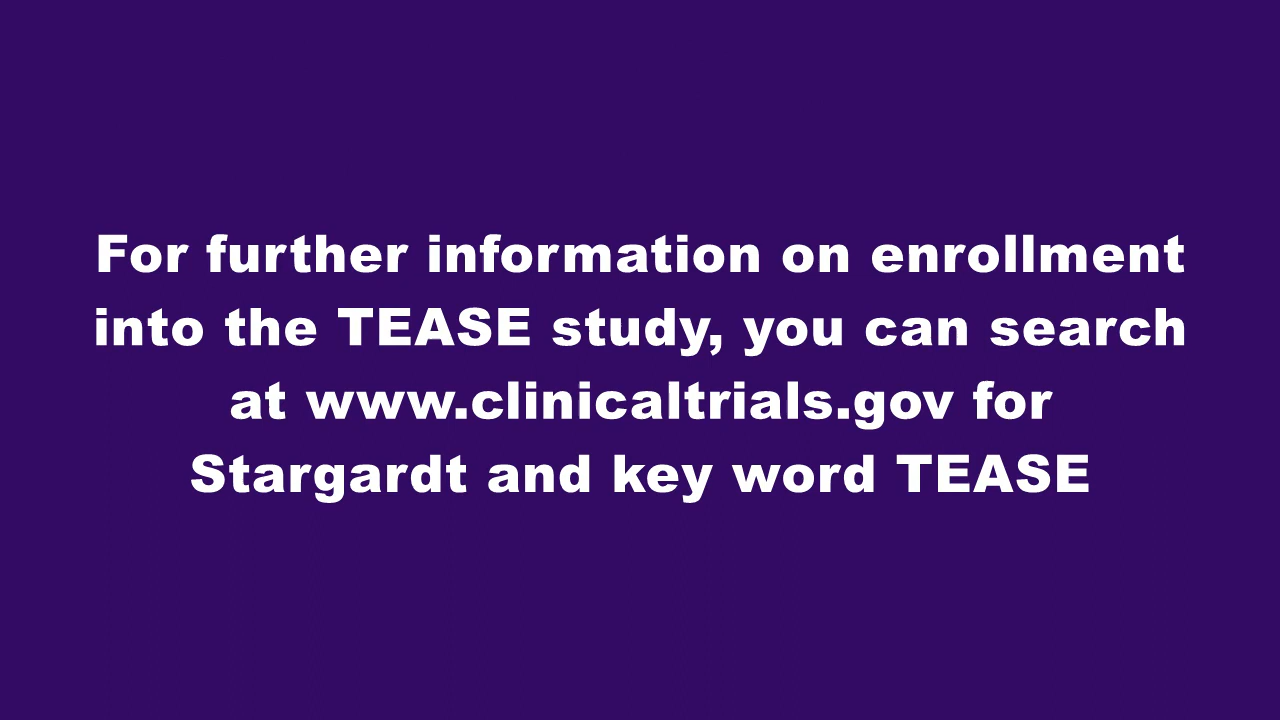 For further information on enrollment
into the TEASE study, you can search
at www.clinicaltrials.gov for
Stargardt and key word TEASE